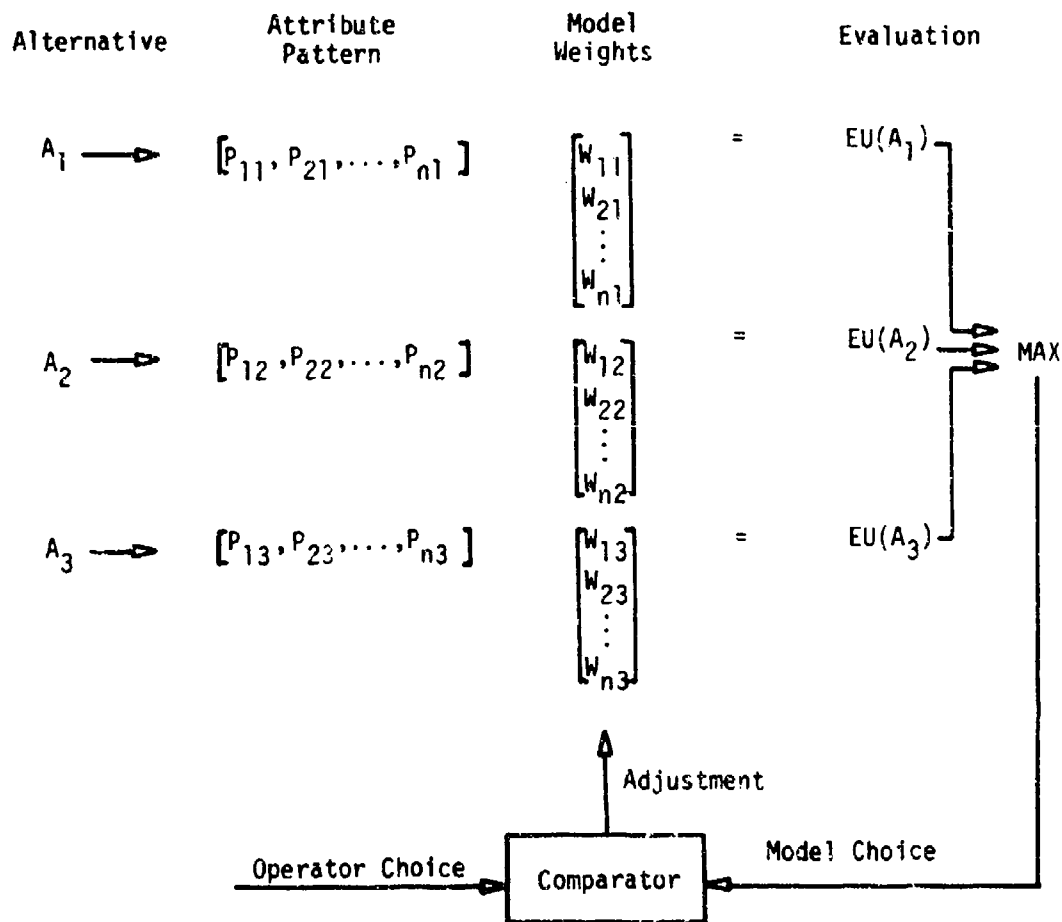 Alternative Attribute Pattern Model Weights Evaluation
A1 [P11, P21,...,Pn1] = EU(A1)
W11
W21
⋮
Wn1
A2 [P12, P22,...,Pn2] = EU(A2) MAX
W12
W22
⋮
Wn2
A3 [P13, P23,...,Pn3] = EU(A3)
W13
W23
⋮
Wn3
Adjustment
Operator Choice Comparator Model Choice